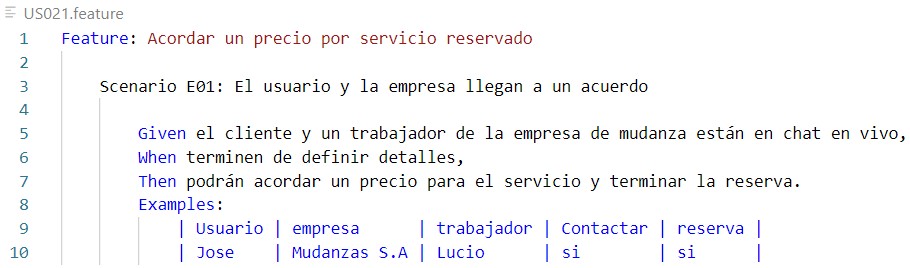 US021.feature
1 Feature: Acordar un precio por servicio reservado
2
3 Scenario E01: El usuario y la empresa llegan a un acuerdo
4
5 Given el cliente y un trabajador de la empresa de mudanza están en chat en vivo,
6 When terminen de definir detalles,
7 Then podrán acordar un precio para el servicio y terminar la reserva.
8 Examples:
9 | Usuario | empresa | trabajador | Contactar | reserva |
10 | Jose | Mudanzas S.A | Lucio | si | si |